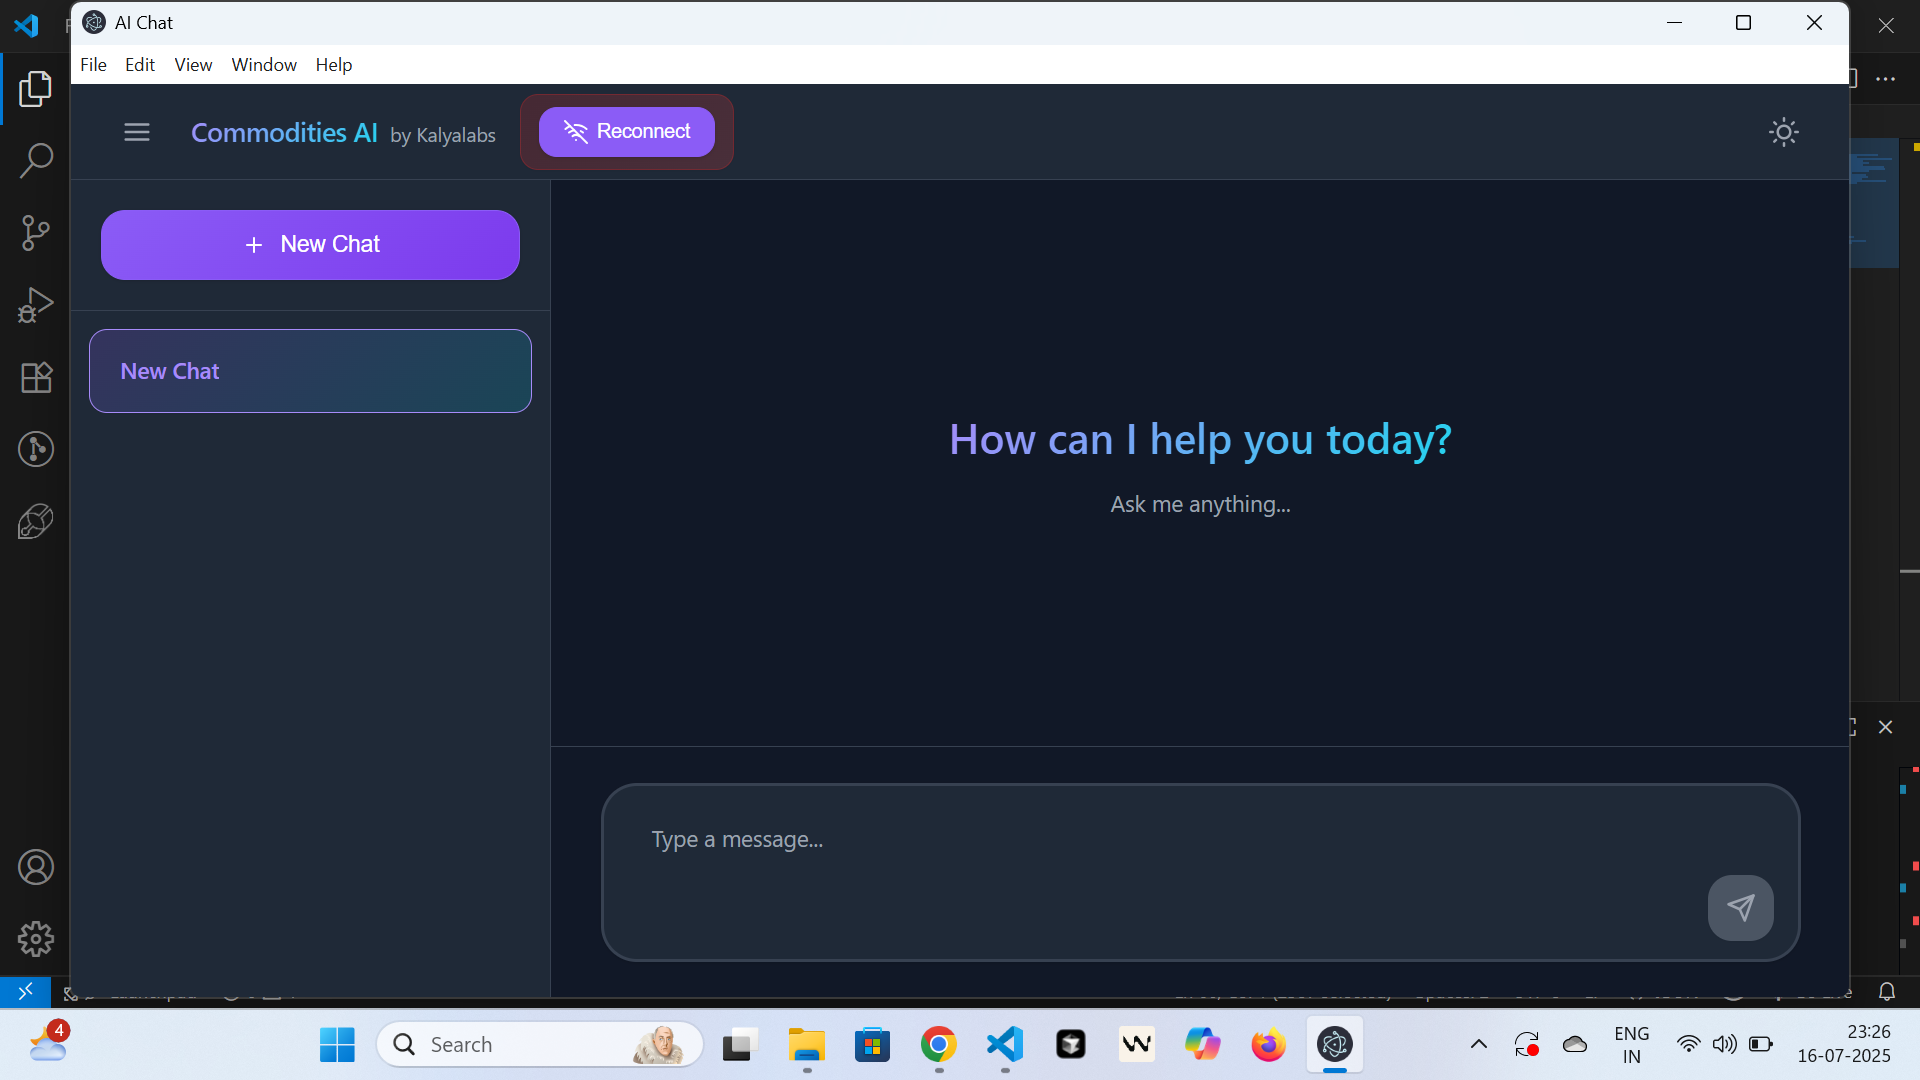 AI Chat
File Edit View Window Help
Commodities AI by Kalyalabs
Reconnect
New Chat
New Chat
How can I help you today?
Ask me anything...
Type a message...
4
Search
ENG
IN
23:26
16-07-2025